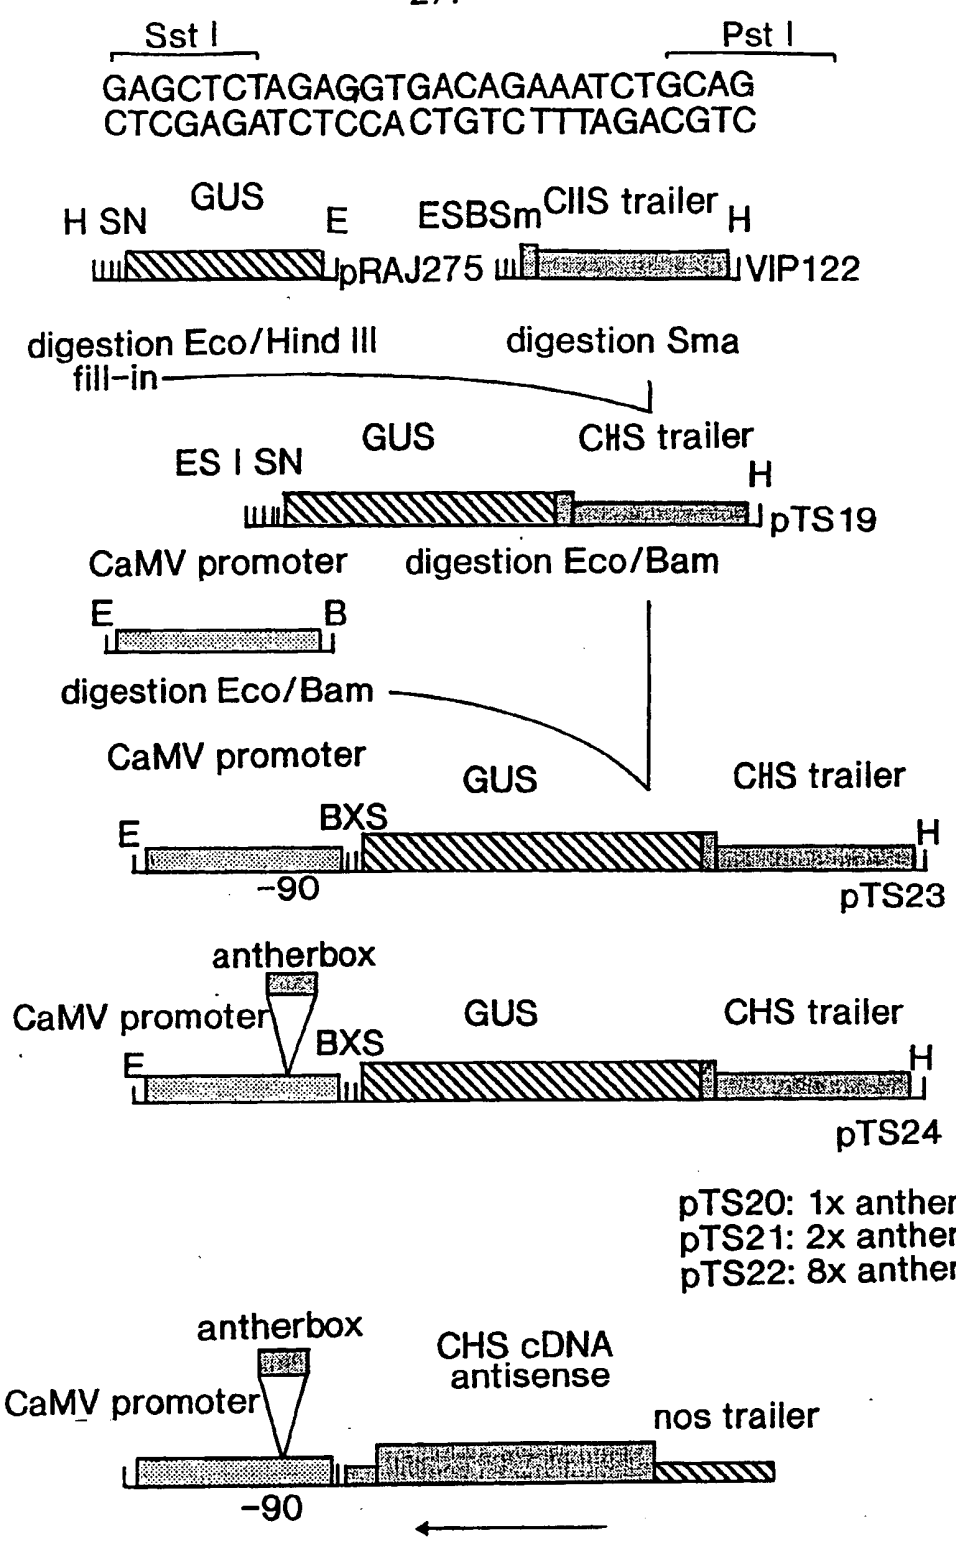 Sst I Pst I
GAGCTCTAGAGGTGACAGAAATCTGCAG
CTCGAGATCTCCACTGTCTTTAGACGTC
GUS CHS trailer
H SN E ESBSm H
pRAJ275 VIP122
digestion Eco/Hind III digestion Sma
fill-in
GUS CHS trailer
ES I SN H
pTS19
CaMV promoter digestion Eco/Bam
E B
digestion Eco/Bam
CaMV promoter GUS CHS trailer
E BXS H
-90 pTS23
antherbox
CaMV promoter GUS CHS trailer
E BXS H
pTS24
pTS20: 1x anther
pTS21: 2x anther
pTS22: 8x anther
antherbox CHS cDNA
antisense
CaMV promoter nos trailer
-90